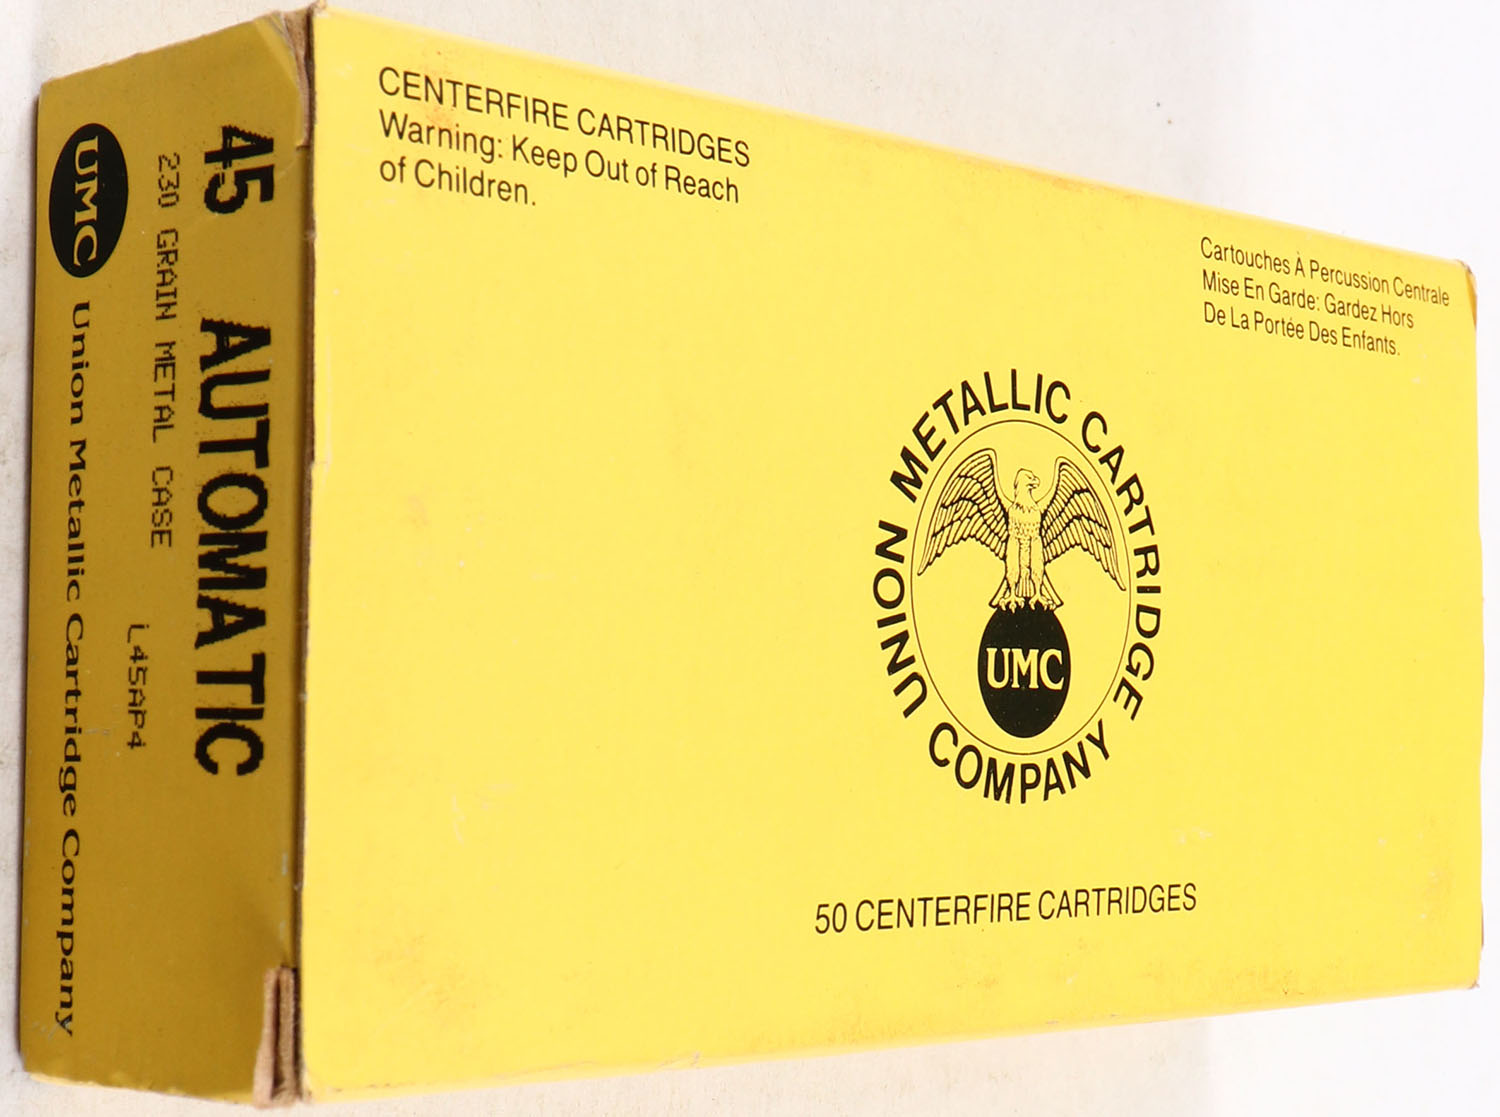 CENTERFIRE CARTRIDGES
Warning: Keep Out of Reach
of Children.
Cartouches À Percussion Centrale
Mise En Garde: Gardez Hors
De La Portée Des Enfants.
UNION METALLIC CARTRIDGE COMPANY
UMC
50 CENTERFIRE CARTRIDGES
45 AUTOMATIC
230 GRAIN METAL CASE
L45AP4
UMC Union Metallic Cartridge Company